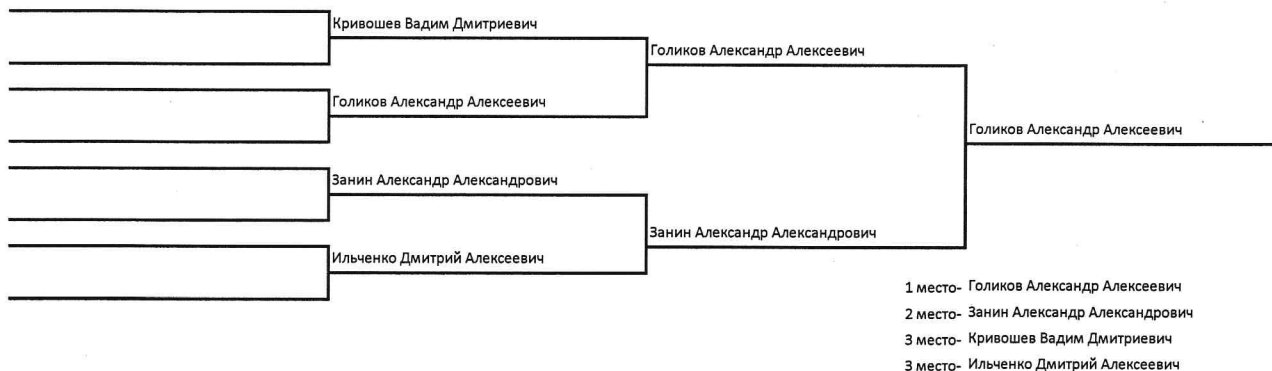 Кривошев Вадим Дмитриевич
Голиков Александр Алексеевич
Голиков Александр Алексеевич
Голиков Александр Алексеевич
Занин Александр Александрович
Занин Александр Александрович
Ильченко Дмитрий Алексеевич
1 место- Голиков Александр Алексеевич
2 место- Занин Александр Александрович
3 место- Кривошев Вадим Дмитриевич
3 место- Ильченко Дмитрий Алексеевич